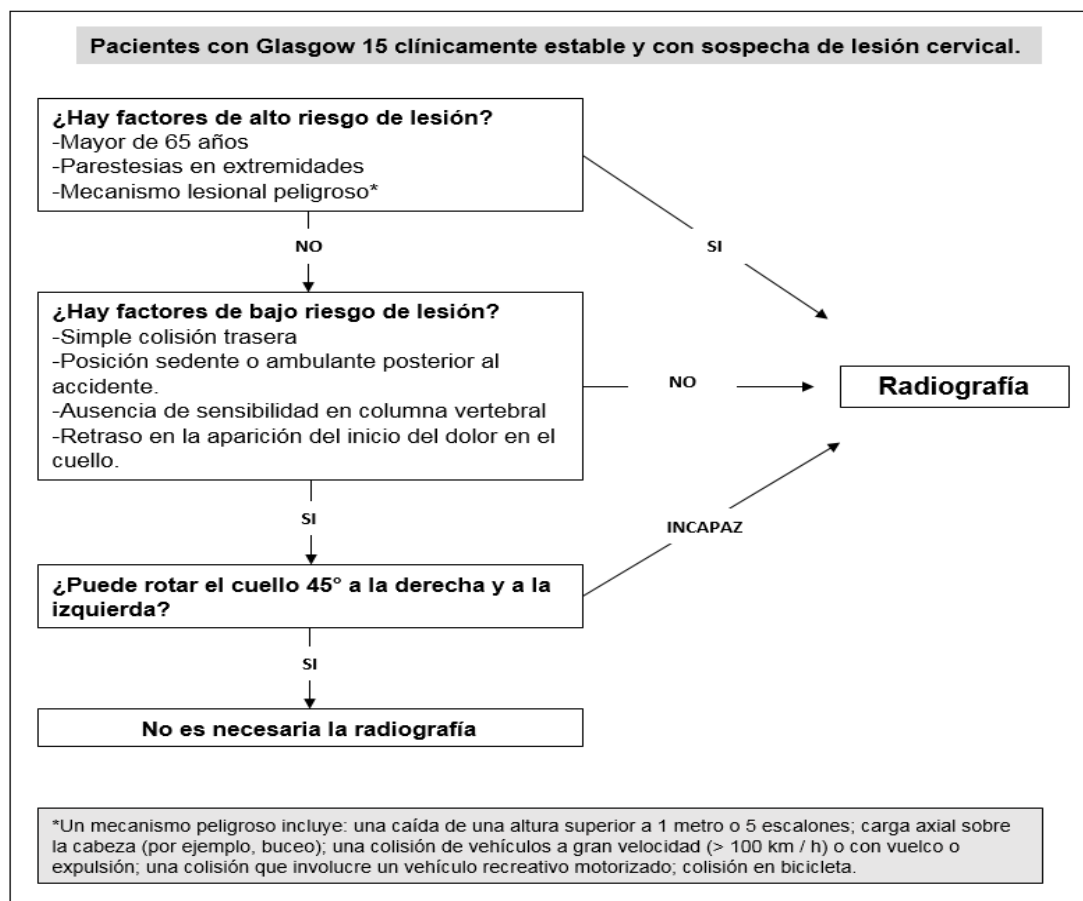 Pacientes con Glasgow 15 clínicamente estable y con sospecha de lesión cervical.
¿Hay factores de alto riesgo de lesión?
-Mayor de 65 años
-Parestesias en extremidades
-Mecanismo lesional peligroso*
NO
SI
¿Hay factores de bajo riesgo de lesión?
-Simple colisión trasera
-Posición sedente o ambulante posterior al
accidente.
-Ausencia de sensibilidad en columna vertebral
-Retraso en la aparición del inicio del dolor en el
cuello.
NO
Radiografía
SI
INCAPAZ
¿Puede rotar el cuello 45° a la derecha y a la
izquierda?
SI
No es necesaria la radiografía
*Un mecanismo peligroso incluye: una caída de una altura superior a 1 metro o 5 escalones; carga axial sobre
la cabeza (por ejemplo, buceo); una colisión de vehículos a gran velocidad (> 100 km / h) o con vuelco o
expulsión; una colisión que involucre un vehículo recreativo motorizado; colisión en bicicleta.